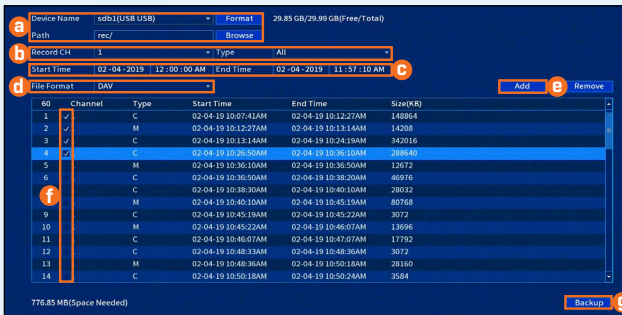 a Device Name sdb1(USB USB) Format 29.85 GB/29.99 GB(Free/Total)
Path rec/ Browse
b Record CH 1 Type All
Start Time 02 -04 -2019 12 : 00 : 00 AM End Time 02 -04 -2019 11 : 57 : 10 AM c
d File Format DAV Add e Remove
60 Channel Type Start Time End Time Size(KB)
1 C 02-04-19 10:07:41AM 02-04-19 10:12:27AM 148864
2 M 02-04-19 10:12:27AM 02-04-19 10:13:14AM 14208
3 C 02-04-19 10:13:14AM 02-04-19 10:24:19AM 342016
4 C 02-04-19 10:26:50AM 02-04-19 10:36:10AM 288640
5 M 02-04-19 10:36:10AM 02-04-19 10:36:50AM 12672
6 C 02-04-19 10:36:50AM 02-04-19 10:38:20AM 46976
f C 02-04-19 10:38:30AM 02-04-19 10:40:10AM 28032
M 02-04-19 10:40:10AM 02-04-19 10:45:19AM 80768
9 C 02-04-19 10:45:19AM 02-04-19 10:45:22AM 3072
10 M 02-04-19 10:45:22AM 02-04-19 10:46:07AM 13696
11 C 02-04-19 10:46:07AM 02-04-19 10:47:07AM 17792
12 C 02-04-19 10:48:33AM 02-04-19 10:48:36AM 3072
13 M 02-04-19 10:48:36AM 02-04-19 10:50:18AM 28160
14 C 02-04-19 10:50:18AM 02-04-19 10:50:24AM 3584
776.85 MB(Space Needed) Backup g